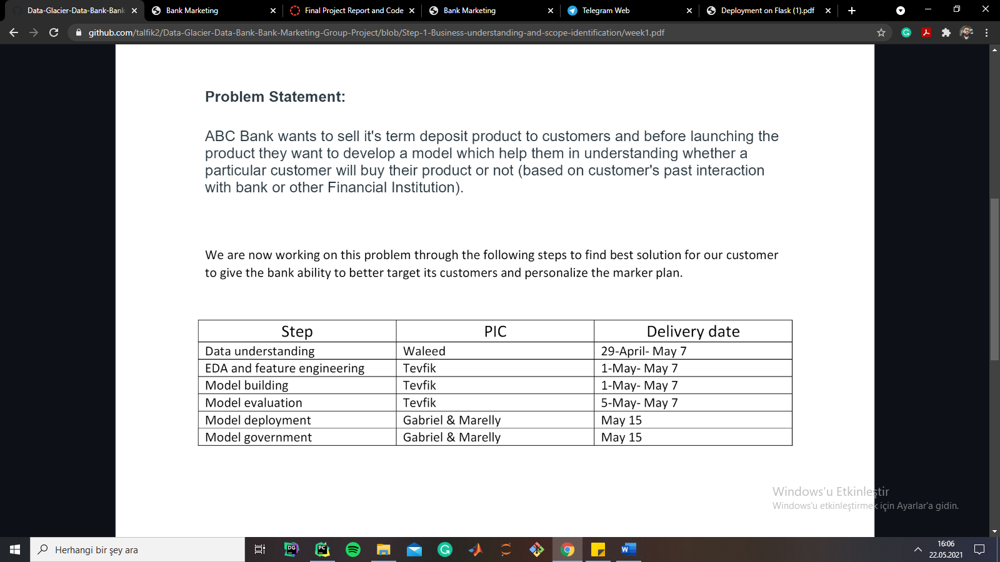 Data-Glacier-Data-Bank-Bank
Bank Marketing
Final Project Report and Code
Bank Marketing
Telegram Web
Deployment on Flask (1).pdf
github.com/talfik2/Data-Glacier-Data-Bank-Bank-Marketing-Group-Project/blob/Step-1-Business-understanding-and-scope-identification/week1.pdf
Problem Statement:
ABC Bank wants to sell it's term deposit product to customers and before launching the
product they want to develop a model which help them in understanding whether a
particular customer will buy their product or not (based on customer's past interaction
with bank or other Financial Institution).
We are now working on this problem through the following steps to find best solution for our customer
to give the bank ability to better target its customers and personalize the marker plan.
Step PIC Delivery date
Data understanding Waleed 29-April- May 7
EDA and feature engineering Tevfik 1-May- May 7
Model building Tevfik 1-May- May 7
Model evaluation Tevfik 5-May- May 7
Model deployment Gabriel & Marelly May 15
Model government Gabriel & Marelly May 15
Windows'u Etkinleştir
Windows'u etkinleştirmek için Ayarlar'a gidin.
Herhangi bir şey ara
DG
PC
W
16:06
22.05.2021